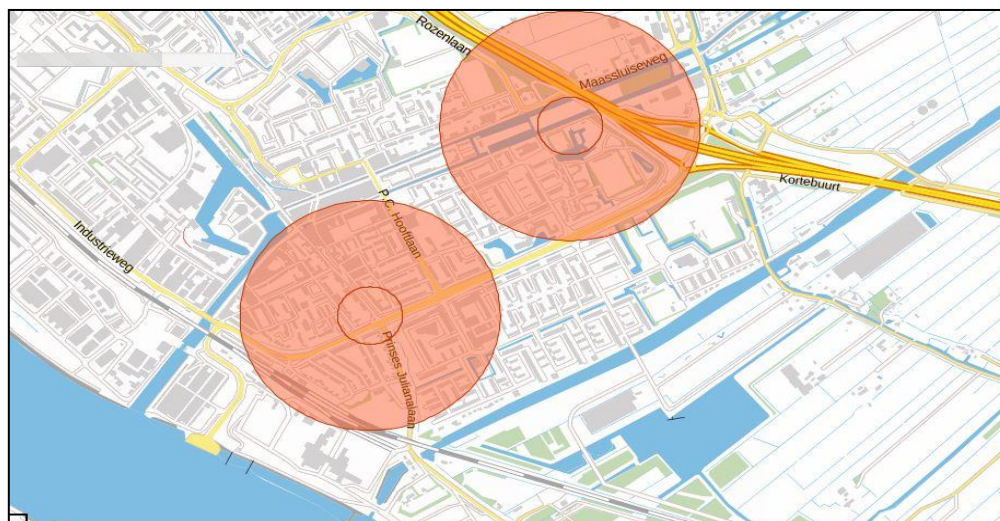 Rozenlaan
Maassluiseweg
Kortebuurt
P.C. Hooftlaan
Industrieweg
Prinses Julianalaan